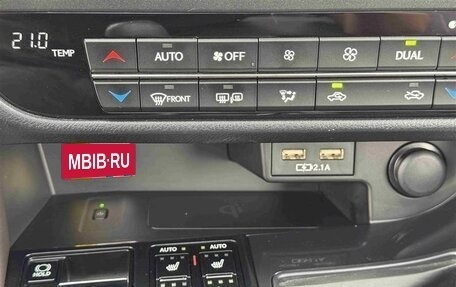 21.0 TEMP
AUTO OFF DUAL
FRONT
MBIB·RU
2.1A
AUTO AUTO
HOLD